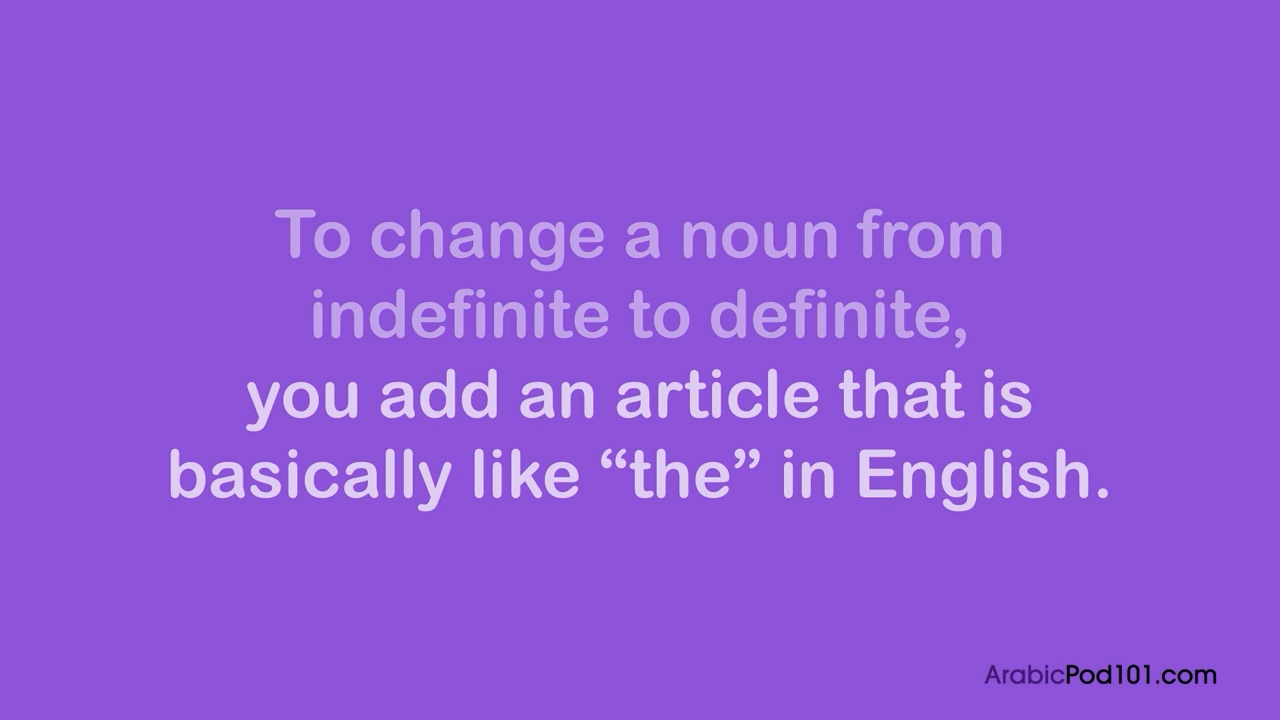 To change a noun from
indefinite to definite,
you add an article that is
basically like “the” in English.
ArabicPod101.com